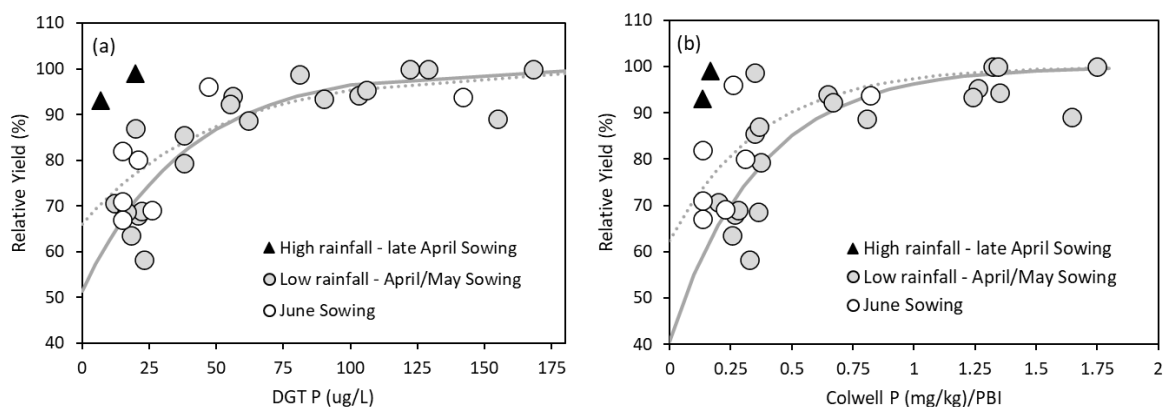 (a)
Relative Yield (%)
110
100
90
80
70
60
50
40
▲ High rainfall - late April Sowing
Low rainfall - April/May Sowing
June Sowing
0 25 50 75 100 125 150 175
DGT P (ug/L)
(b)
Relative Yield (%)
110
100
90
80
70
60
50
40
▲ High rainfall - late April Sowing
Low rainfall - April/May Sowing
June Sowing
0 0.25 0.5 0.75 1 1.25 1.5 1.75 2
Colwell P (mg/kg)/PBI